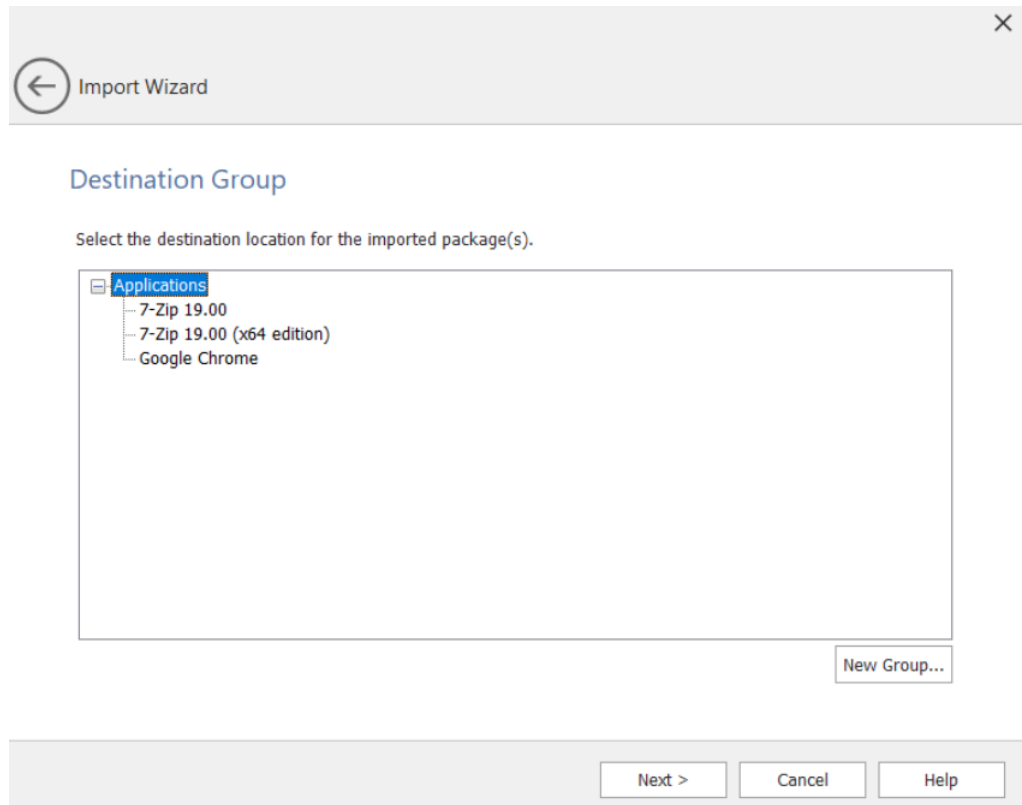 Import Wizard
Destination Group
Select the destination location for the imported package(s).
Applications
7-Zip 19.00
7-Zip 19.00 (x64 edition)
Google Chrome
New Group...
Next > Cancel Help